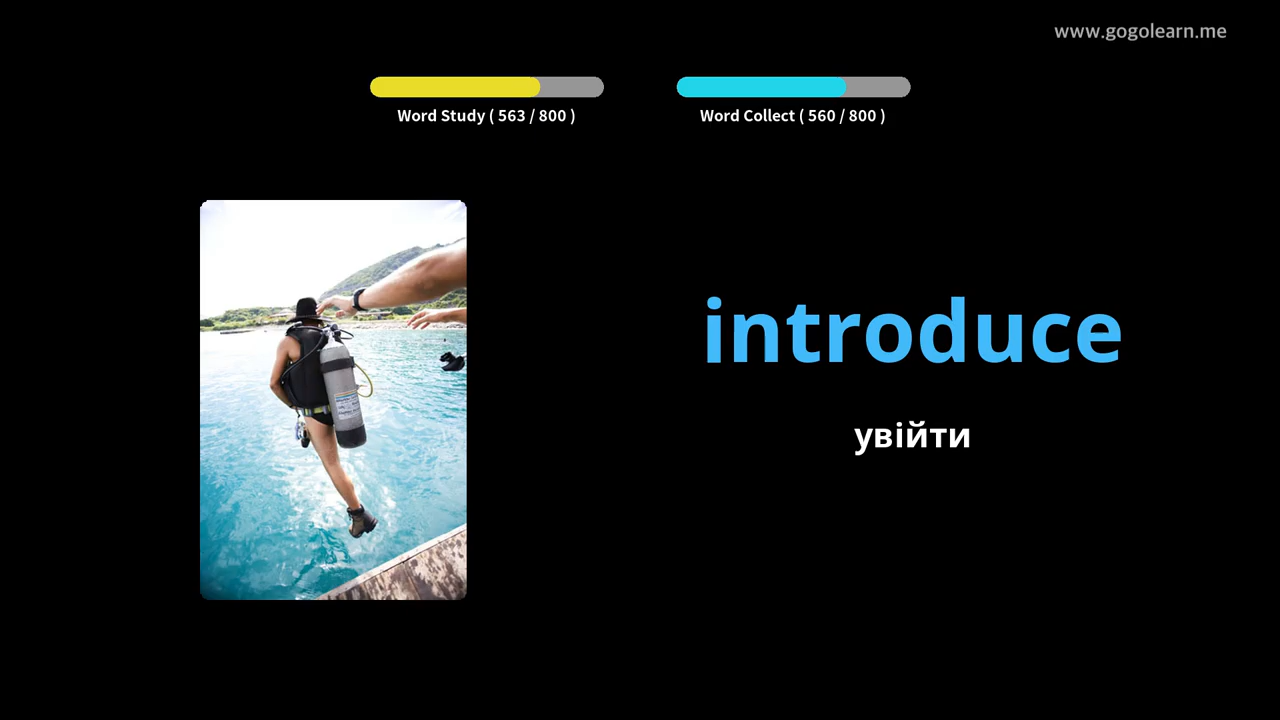 www.gogolearn.me
Word Study ( 563 / 800 )
Word Collect ( 560 / 800 )
introduce
увійти